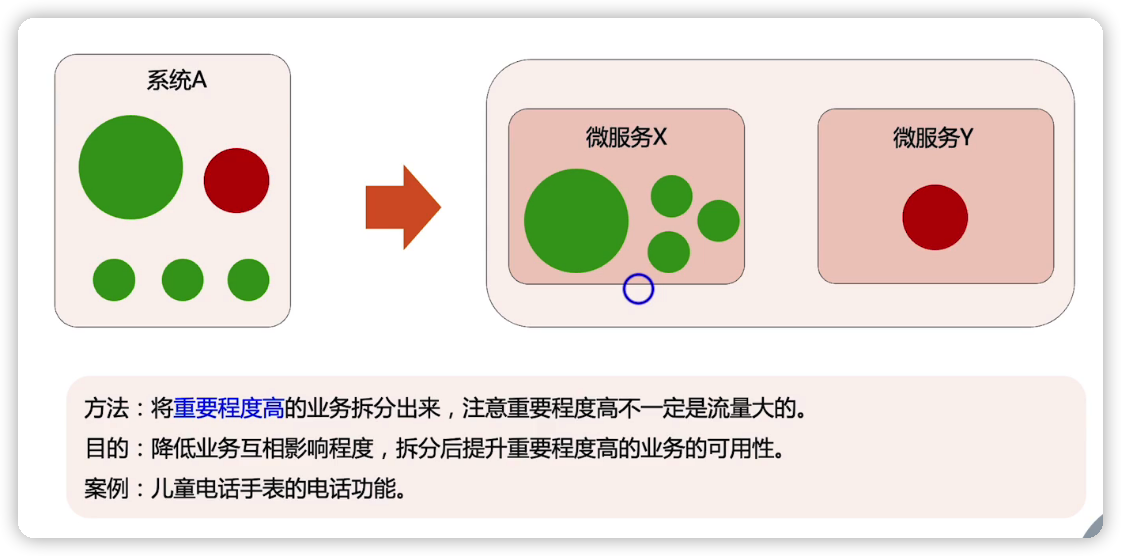 系统A
微服务X
微服务Y
方法：将重要程度高的业务拆分出来，注意重要程度高不一定是流量大的。
目的：降低业务互相影响程度，拆分后提升重要程度高的业务的可用性。
案例：儿童电话手表的电话功能。